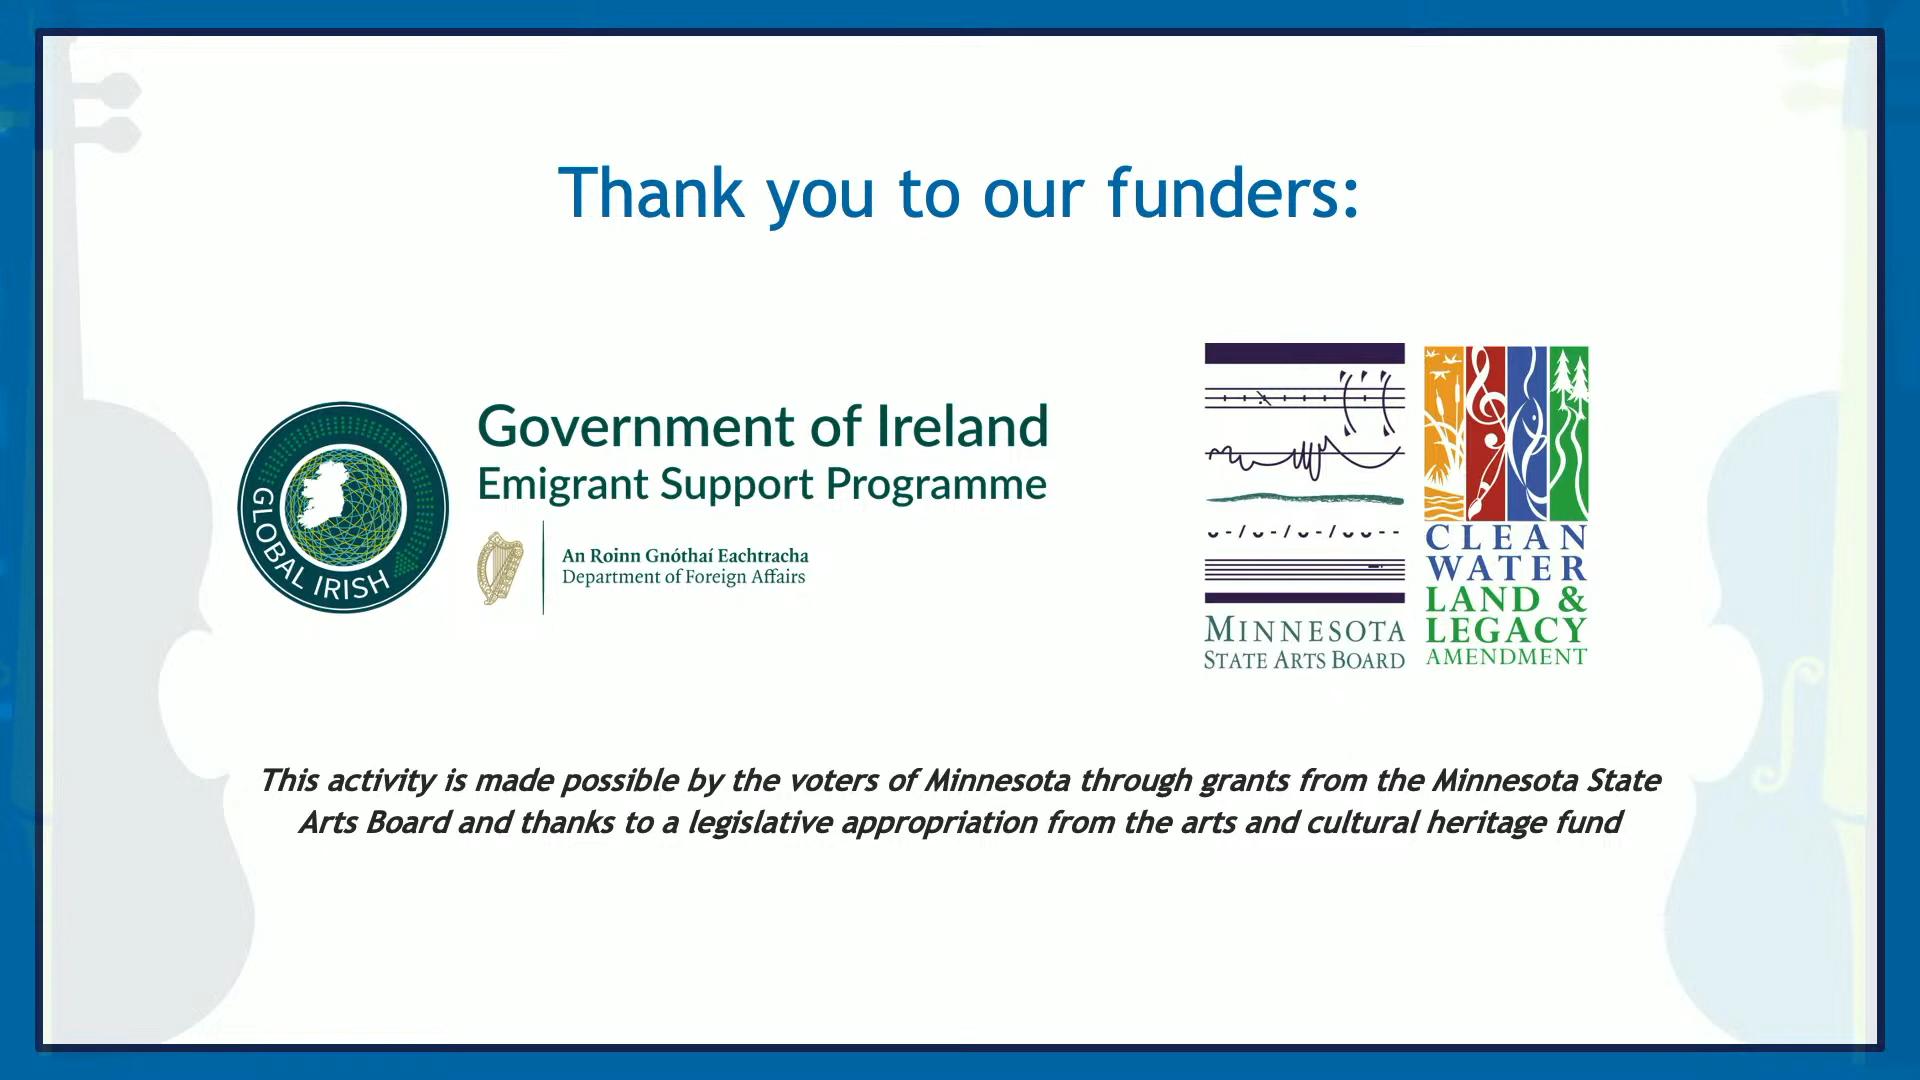 Thank you to our funders:
GLOBAL IRISH
Government of Ireland
Emigrant Support Programme
An Roinn Gnóthaí Eachtracha
Department of Foreign Affairs
MINNESOTA
STATE ARTS BOARD
CLEAN
WATER
LAND &
LEGACY
AMENDMENT
This activity is made possible by the voters of Minnesota through grants from the Minnesota State
Arts Board and thanks to a legislative appropriation from the arts and cultural heritage fund